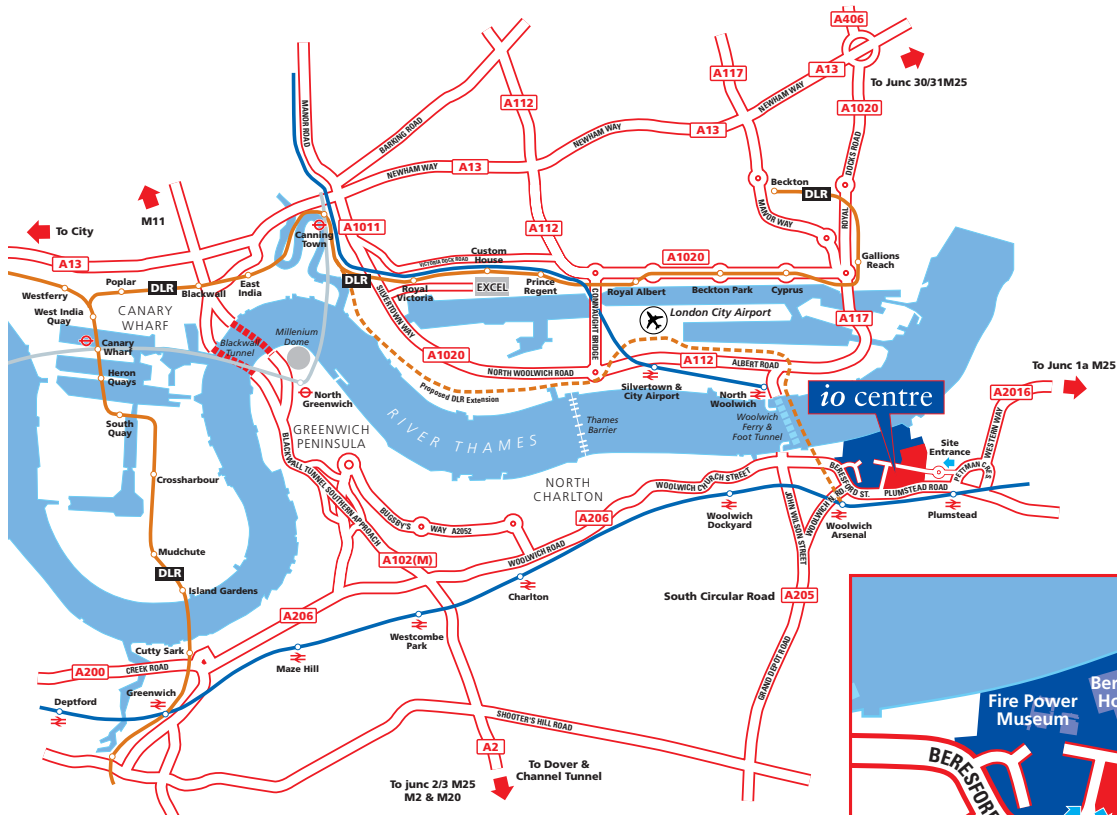 A406
A13
To Junc 30/31M25
A117
NEWHAM WAY
A1020
MANOR ROAD
BARKING ROAD
A112
NEWHAM WAY
A13
DOCKS ROAD
NEWHAM WAY
A13
Beckton
DLR
MANOR WAY
ROYAL
M11
To City
Canning
Town
A1011
A112
Custom
House
VICTORIA DOCK ROAD
A1020
Gallions
Reach
A13
Poplar
DLR
Blackwall
East
India
DLR
Royal
Victoria
EXCEL
Prince
Regent
Royal Albert
Beckton Park
Cyprus
Westferry
West India
Quay
CANARY
WHARF
SILVERTOWN WAY
CONNAUGHT BRIDGE
London City Airport
A117
Millenium
Dome
Blackwall
Tunnel
Canary
Wharf
Heron
Quays
A1020
NORTH WOOLWICH ROAD
A112
ALBERT ROAD
To Junc 1a M25
Proposed DLR Extension
Silvertown &
City Airport
North
Woolwich
io centre
A2016
North
Greenwich
South
Quay
GREENWICH
PENINSULA
RIVER THAMES
Thames
Barrier
Woolwich
Ferry &
Foot Tunnel
Site
Entrance
WESTERN WAY
PETTMAN CRES
BLACKWALL TUNNEL SOUTHERN APPROACH
Crossharbour
NORTH
CHARLTON
WOOLWICH CHURCH STREET
BERESFORD ST.
PLUMSTEAD ROAD
WOOLWICH N. RD
JOHN WILSON STREET
BUGSBY'S
WAY
A2052
A206
Woolwich
Dockyard
Woolwich
Arsenal
Plumstead
Mudchute
DLR
Island Gardens
A102(M)
WOOLWICH ROAD
Charlton
South Circular Road
A205
A206
Westcombe
Park
Cutty Sark
Maze Hill
A200
CREEK ROAD
Deptford
Greenwich
GRAND DEPOT ROAD
SHOOTER'S HILL ROAD
A2
To Dover &
Channel Tunnel
To junc 2/3 M25
M2 & M20
Fire Power
Museum
Ber
Ho
BERESFORD